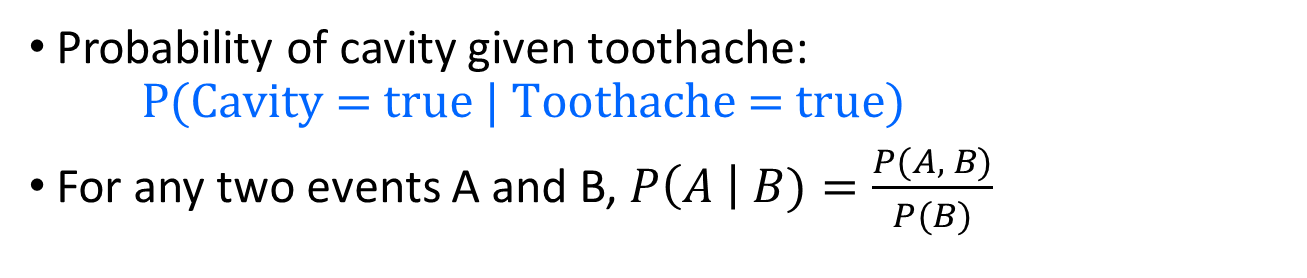 • Probability of cavity given toothache:
P(Cavity = true | Toothache = true)
• For any two events A and B, P(A | B) = P(A, B) / P(B)